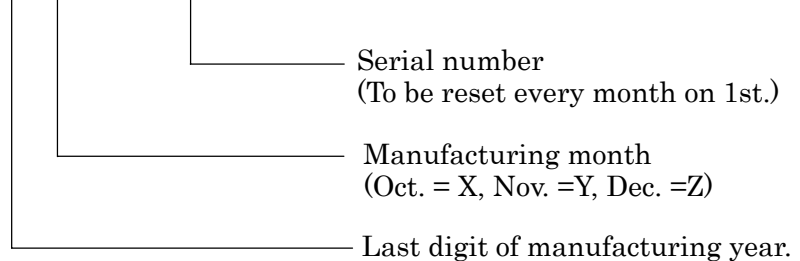 Serial number
(To be reset every month on 1st.)
Manufacturing month
(Oct. = X, Nov. =Y, Dec. =Z)
Last digit of manufacturing year.